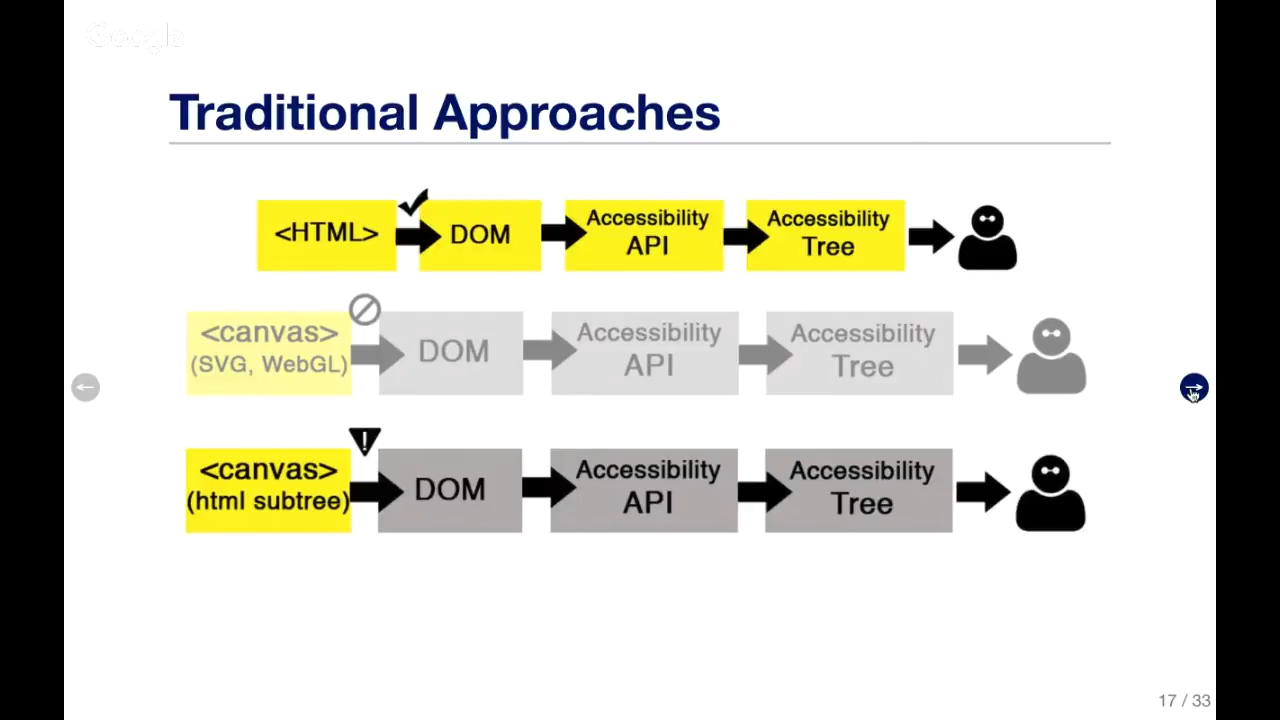 Google
Traditional Approaches
<HTML>
DOM
Accessibility
API
Accessibility
Tree
<canvas>
(SVG, WebGL)
DOM
Accessibility
API
Accessibility
Tree
<canvas>
(html subtree)
DOM
Accessibility
API
Accessibility
Tree
17 / 33